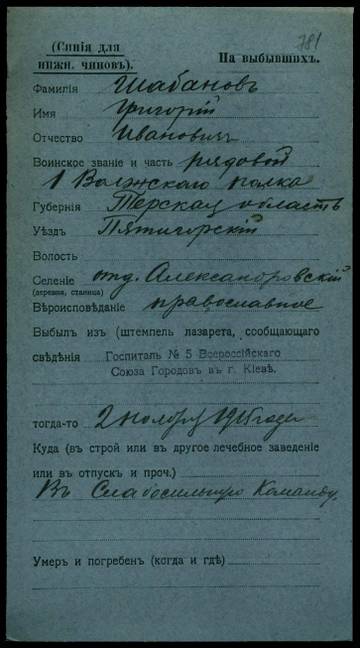 781
(Синія для
нижн. чиновъ).
На выбывшихъ.
Фамилія Шабановъ
Имя Григорій
Отчество Ивановичъ
Воинское званіе и часть рядовой
1 Волжскаго полка
Губернія Терская область
Уѣздъ Пятигорскій
Волость
Селеніе отд. Александровскій
(деревня, станица)
Вѣроисповѣданіе православное
Выбылъ изъ (штемпель лазарета, сообщающаго
свѣдѣнія Госпиталь № 5 Всероссійскаго
Союза Городовъ въ г. Кіевѣ.
тогда-то 2 ноября 1915 года
Куда (въ строй или въ другое лечебное заведеніе
или въ отпускъ и проч.)
Въ Слабосильную Команду.
Умеръ и погребенъ (когда и гдѣ)